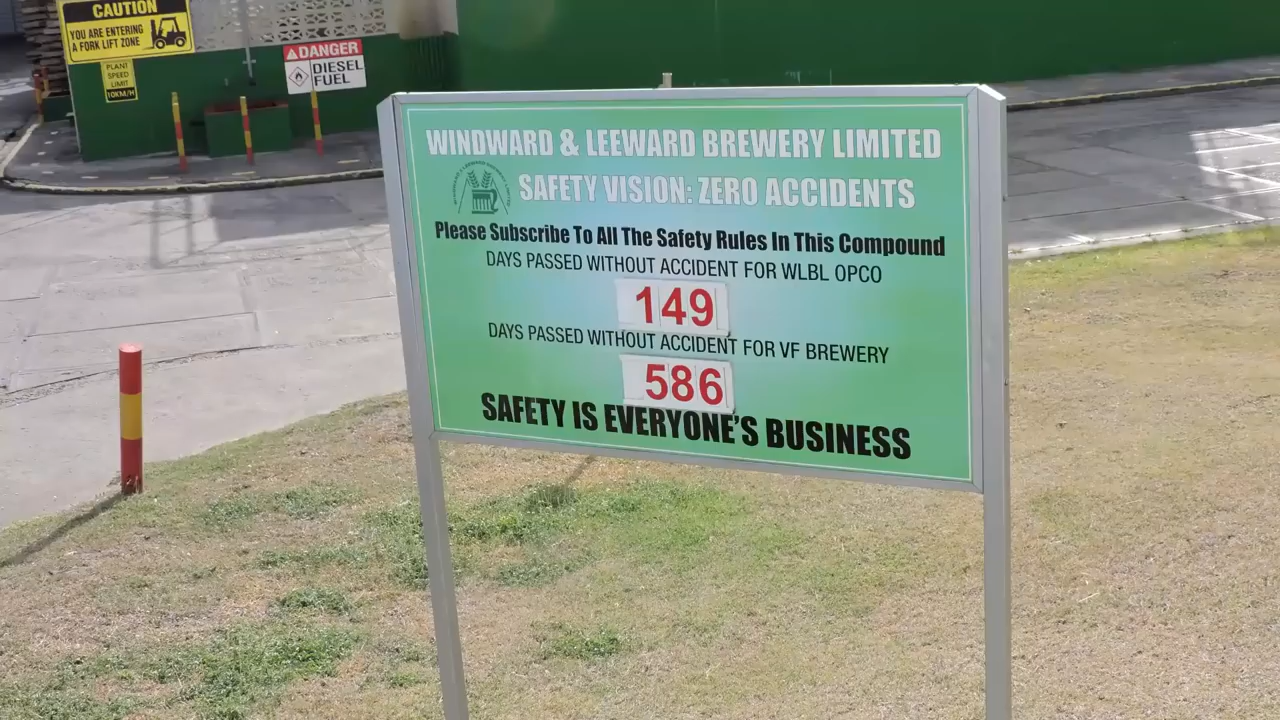 CAUTION
YOU ARE ENTERING
A FORK LIFT ZONE
PLANT
SPEED
LIMIT
10KM/H
DANGER
DIESEL
FUEL
WINDWARD & LEEWARD BREWERY LIMITED
SAFETY VISION: ZERO ACCIDENTS
Please Subscribe To All The Safety Rules In This Compound
DAYS PASSED WITHOUT ACCIDENT FOR WLBL OPCO
149
DAYS PASSED WITHOUT ACCIDENT FOR VF BREWERY
586
SAFETY IS EVERYONE'S BUSINESS